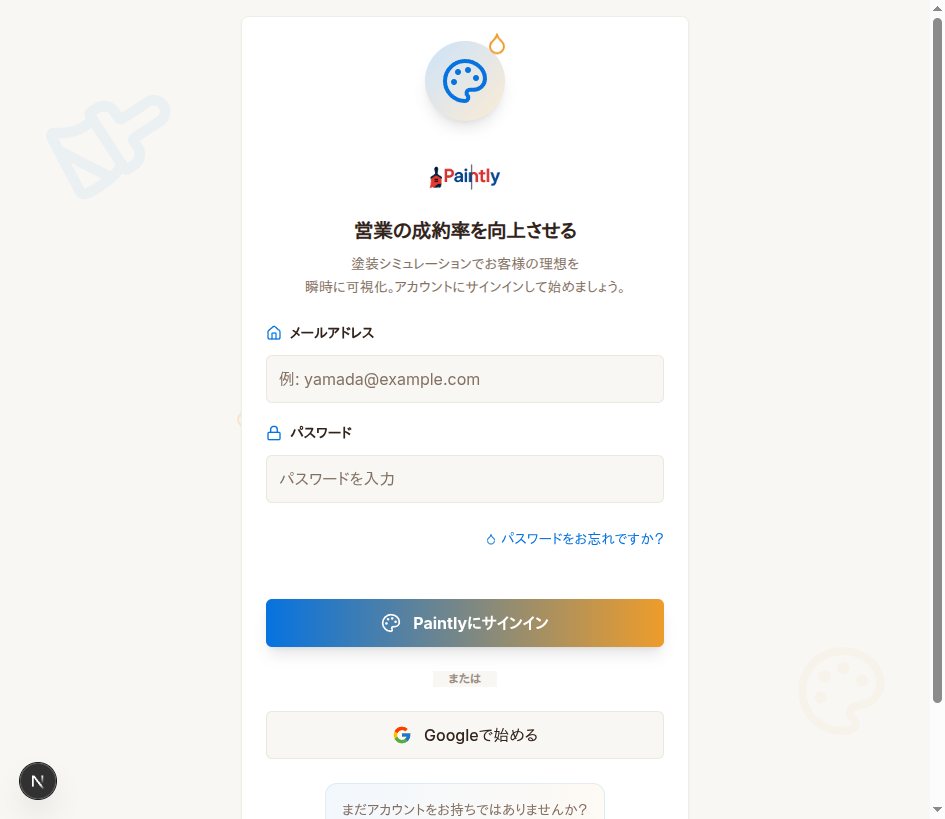 Paintly
営業の成約率を向上させる
塗装シミュレーションでお客様の理想を
瞬時に可視化。アカウントにサインインして始めましょう。
メールアドレス
例: yamada@example.com
パスワード
パスワードを入力
パスワードをお忘れですか？
Paintlyにサインイン
または
Googleで始める
N
まだアカウントをお持ちではありませんか？